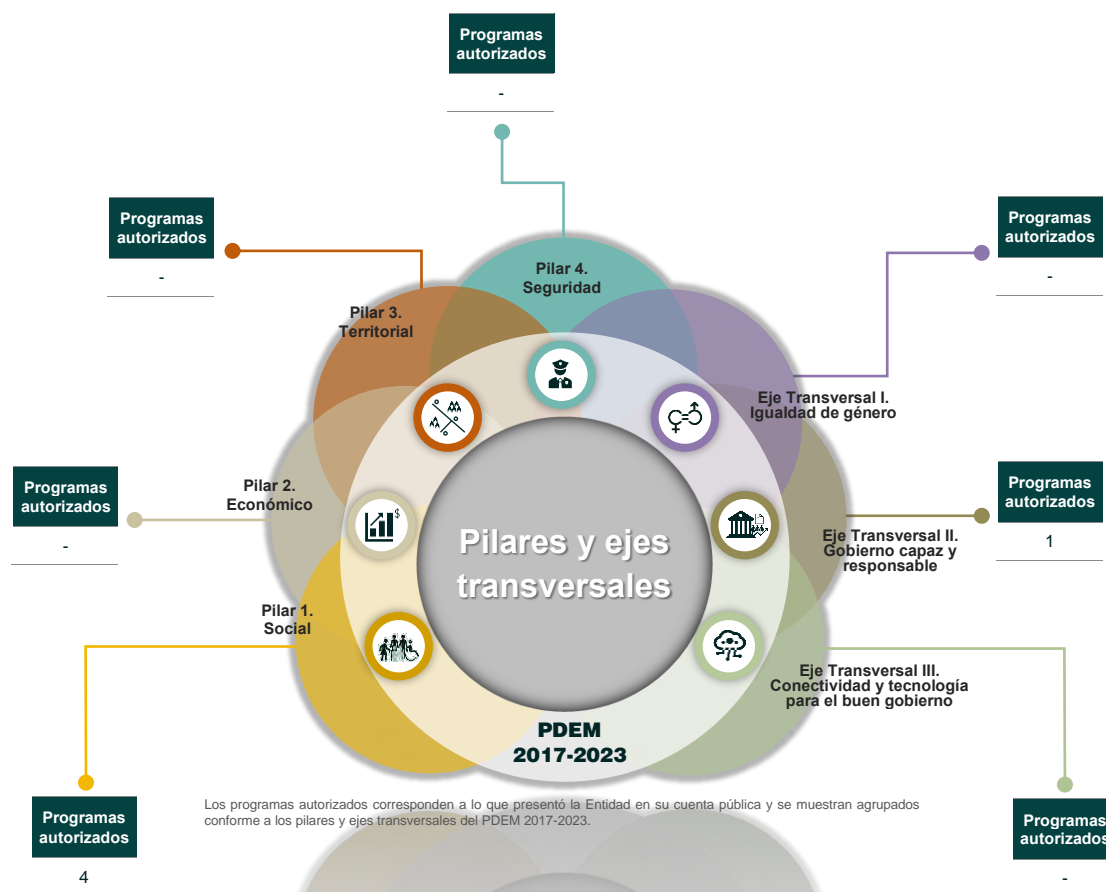 Programas
autorizados
-
Programas
autorizados
-
Programas
autorizados
-
Pilar 4.
Seguridad
Pilar 3.
Territorial
Eje Transversal I.
Igualdad de género
Programas
autorizados
-
Pilar 2.
Económico
Programas
autorizados
1
Pilares y ejes
transversales
Eje Transversal II.
Gobierno capaz y
responsable
Pilar 1.
Social
Eje Transversal III.
Conectividad y tecnología
para el buen gobierno
PDEM
2017-2023
Los programas autorizados corresponden a lo que presentó la Entidad en su cuenta pública y se muestran agrupados
conforme a los pilares y ejes transversales del PDEM 2017-2023.
Programas
autorizados
4
Programas
autorizados
-